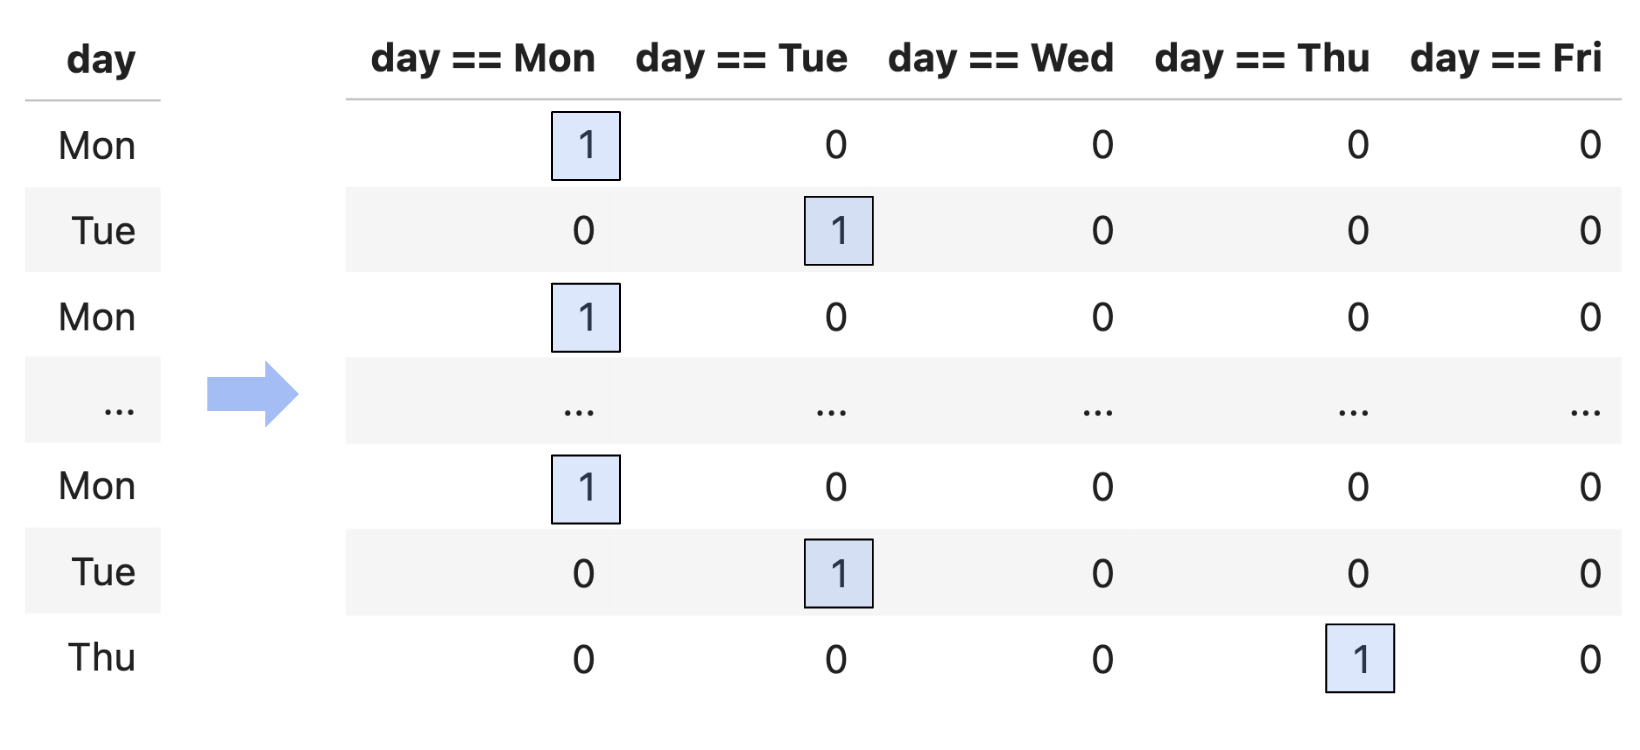 day day == Mon day == Tue day == Wed day == Thu day == Fri
Mon 1 0 0 0 0
Tue 0 1 0 0 0
Mon 1 0 0 0 0
... ... ... ... ... ...
Mon 1 0 0 0 0
Tue 0 1 0 0 0
Thu 0 0 0 1 0